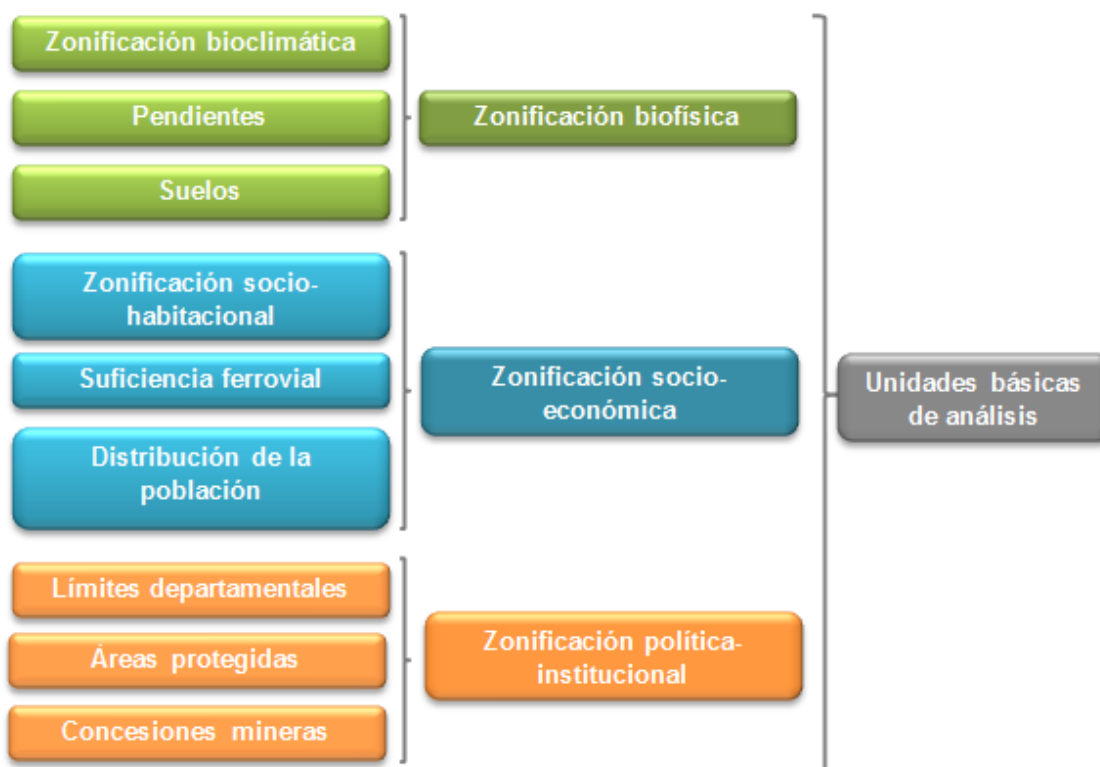 Zonificación bioclimática
Pendientes
Suelos
Zonificación biofísica
Zonificación socio-
habitacional
Suficiencia ferrovial
Distribución de la
población
Zonificación socio-
económica
Límites departamentales
Áreas protegidas
Concesiones mineras
Zonificación política-
institucional
Unidades básicas
de análisis